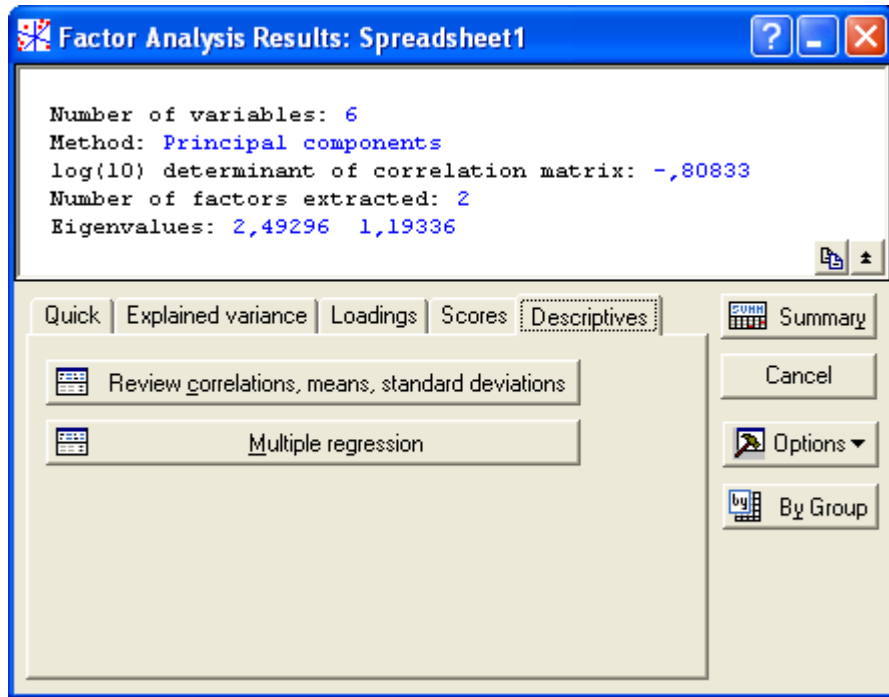 Factor Analysis Results: Spreadsheet1
Number of variables: 6
Method: Principal components
log(10) determinant of correlation matrix: -,80833
Number of factors extracted: 2
Eigenvalues: 2,49296 1,19336
Quick Explained variance Loadings Scores Descriptives
Review correlations, means, standard deviations
Multiple regression
SUMM Summary
Cancel
Options
by By Group